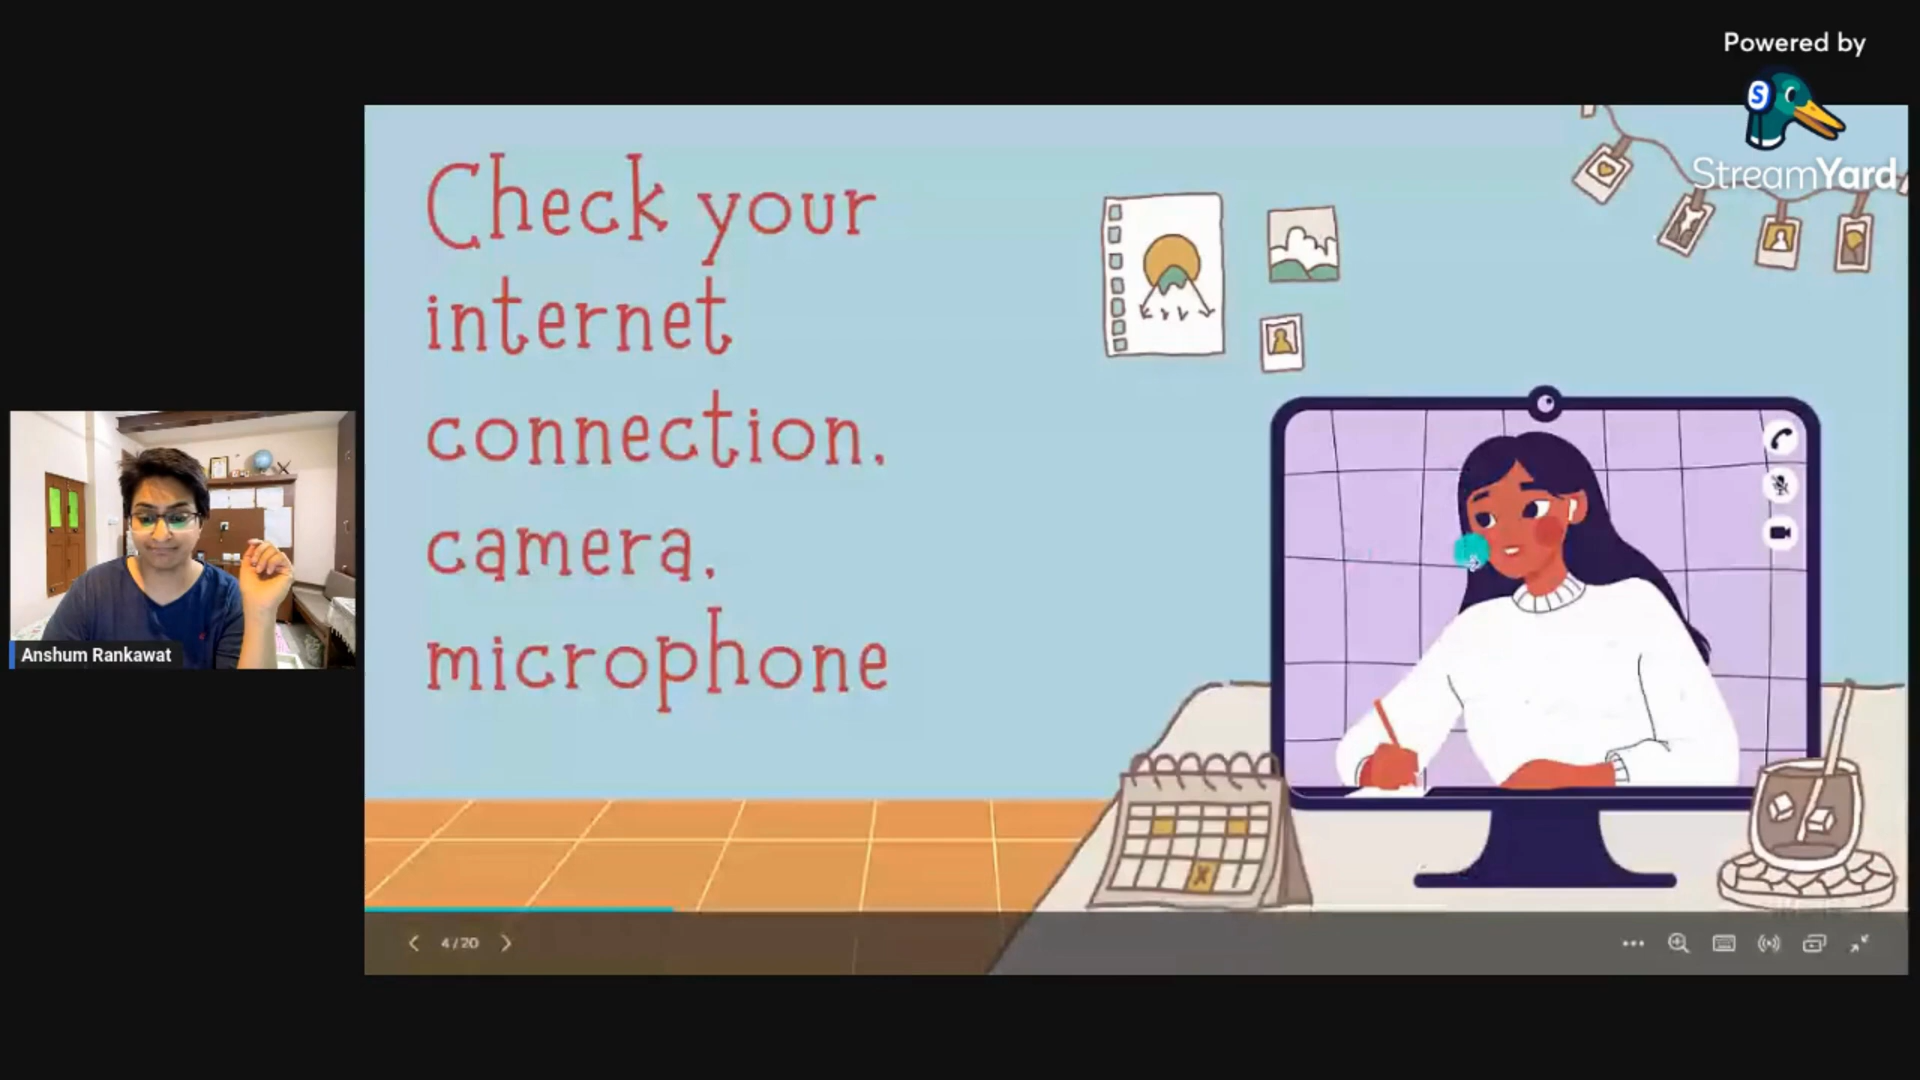 Powered by
S
StreamYard
Check your
internet
connection,
camera,
microphone
Anshum Rankawat
4/20